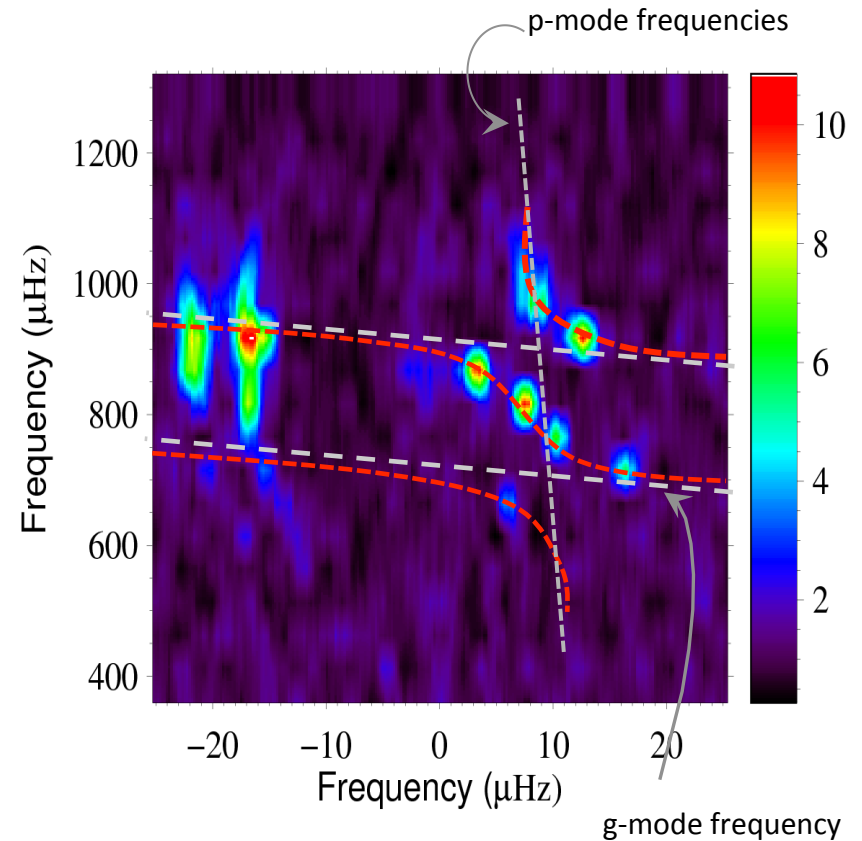 p-mode frequencies
1200
1000
800
600
400
Frequency (μHz)
10
8
6
4
2
−20 −10 0 10 20
Frequency (μHz)
g-mode frequency